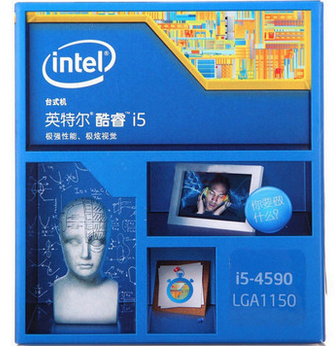 intel
台式机
英特尔® 酷睿™ i5
极强性能、极炫视觉
你要做
什么?
i5-4590
LGA1150